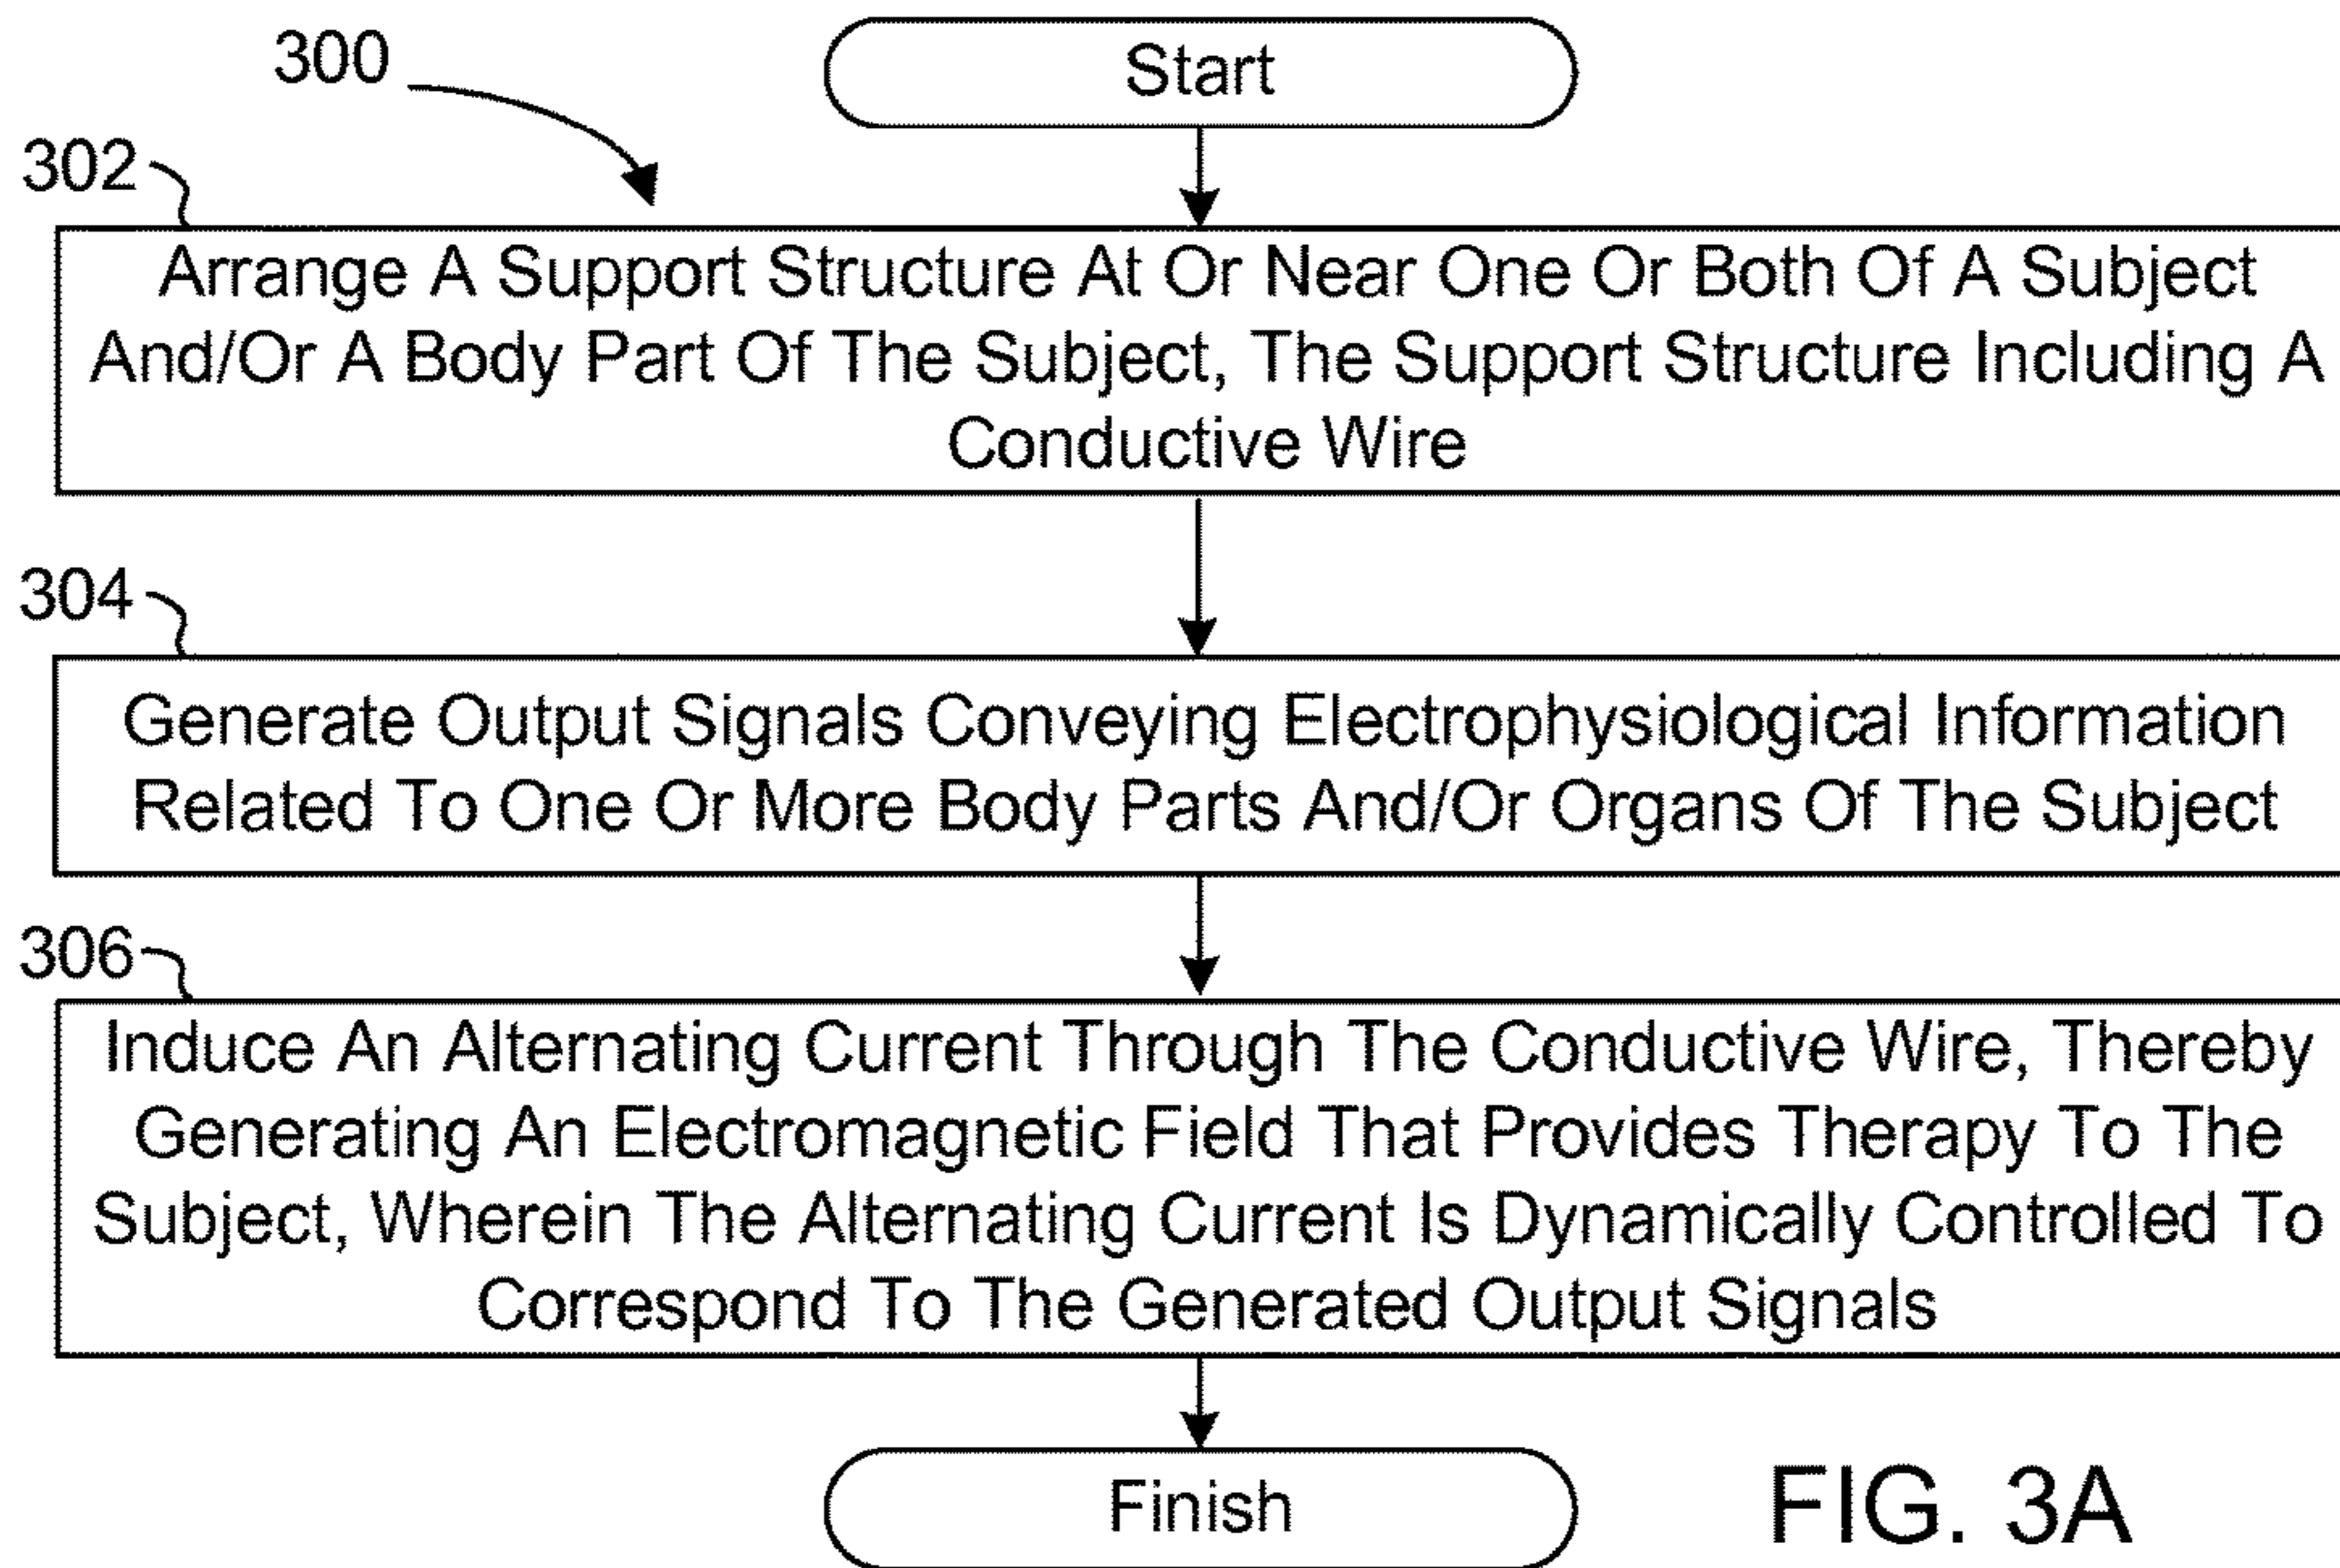 300
Start
302
Arrange A Support Structure At Or Near One Or Both Of A Subject
And/Or A Body Part Of The Subject, The Support Structure Including A
Conductive Wire
304
Generate Output Signals Conveying Electrophysiological Information
Related To One Or More Body Parts And/Or Organs Of The Subject
306
Induce An Alternating Current Through The Conductive Wire, Thereby
Generating An Electromagnetic Field That Provides Therapy To The
Subject, Wherein The Alternating Current Is Dynamically Controlled To
Correspond To The Generated Output Signals
Finish
FIG. 3A